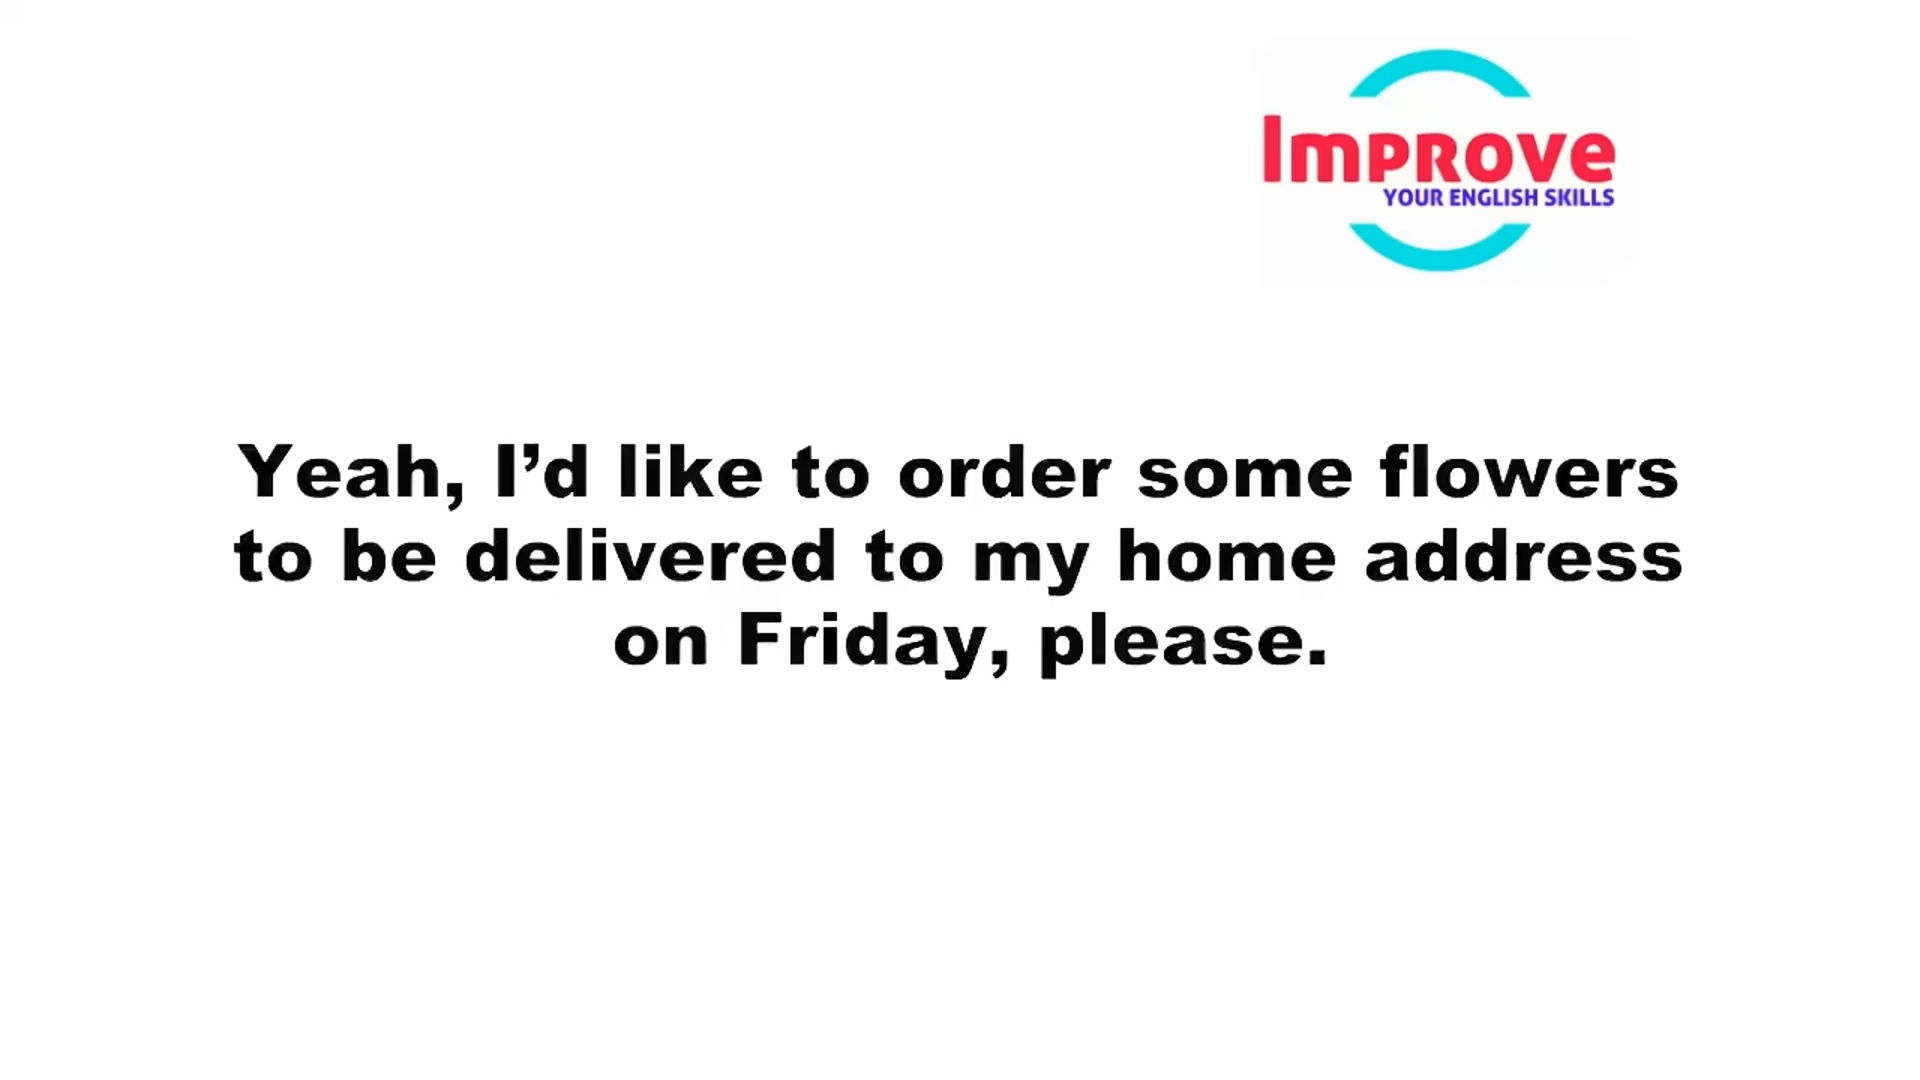 Improve
YOUR ENGLISH SKILLS
Yeah, I’d like to order some flowers
to be delivered to my home address
on Friday, please.